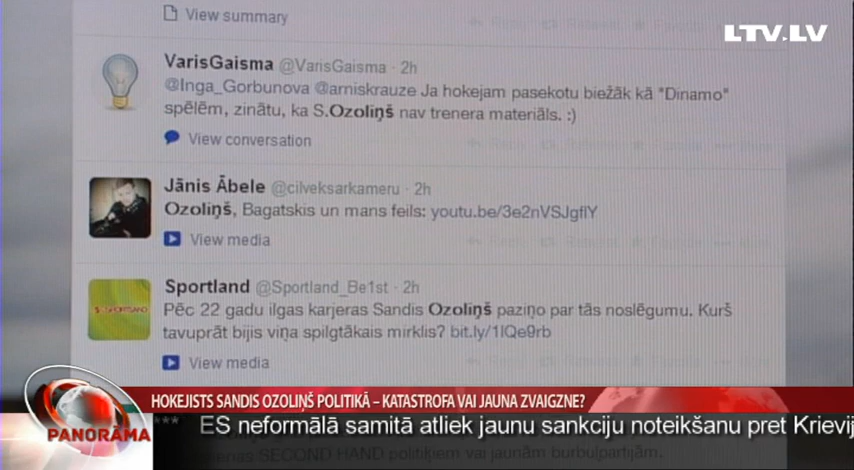 View summary
LTV.LV
VarisGaisma @VarisGaisma · 2h
@Inga_Gorbunova @arniskrauze Ja hokejam pasekotu biežāk kā "Dinamo"
spēlēm, zinātu, ka S.Ozoliņš nav trenera materiāls. :)
View conversation
Jānis Ābele @cilveksarkameru · 2h
Ozoliņš, Bagatskis un mans feils: youtu.be/3e2nVSJgflY
View media
Sportland @Sportland_Be1st · 2h
Pēc 22 gadu ilgas karjeras Sandis Ozoliņš paziņo par tās noslēgumu. Kurš
tavuprāt bijis viņa spilgtākais mirklis? bit.ly/1lQe9rb
View media
HOKEJISTS SANDIS OZOLIŅŠ POLITIKĀ – KATASTROFA VAI JAUNA ZVAIGZNE?
PANORĀMA
*** ES neformālā samitā atliek jaunu sankciju noteikšanu pret Krievij
SECOND HAND politiķiem vai jaunām burbuļpartijām.